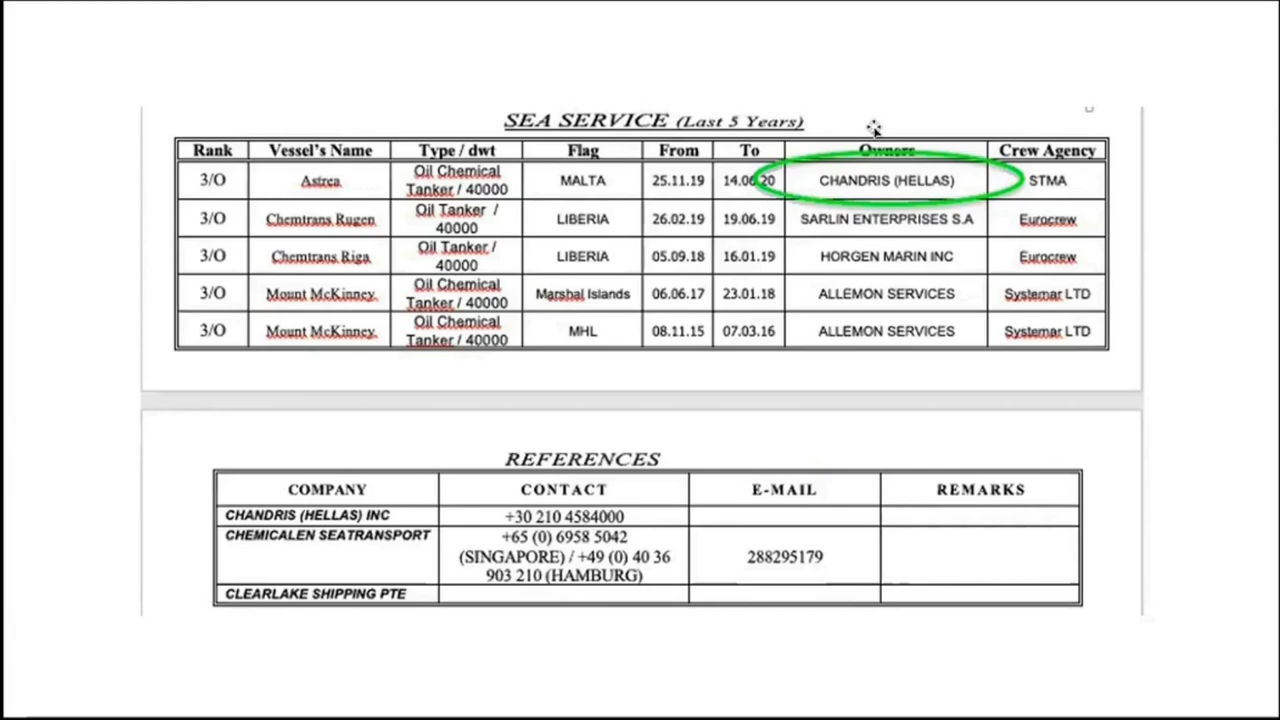 SEA SERVICE (Last 5 Years)
Rank Vessel's Name Type / dwt Flag From To Owners Crew Agency
3/O Astrea Oil Chemical Tanker / 40000 MALTA 25.11.19 14.06.20 CHANDRIS (HELLAS) STMA
3/O Chemtrans Rugen Oil Tanker / 40000 LIBERIA 26.02.19 19.06.19 SARLIN ENTERPRISES S.A Eurocrew
3/O Chemtrans Riga Oil Tanker / 40000 LIBERIA 05.09.18 16.01.19 HORGEN MARIN INC Eurocrew
3/O Mount McKinney Oil Chemical Tanker / 40000 Marshal Islands 06.06.17 23.01.18 ALLEMON SERVICES Systemar LTD
3/O Mount McKinney Oil Chemical Tanker / 40000 MHL 08.11.15 07.03.16 ALLEMON SERVICES Systemar LTD
REFERENCES
COMPANY CONTACT E-MAIL REMARKS
CHANDRIS (HELLAS) INC +30 210 4584000
CHEMICALEN SEATRANSPORT +65 (0) 6958 5042 (SINGAPORE) / +49 (0) 40 36 903 210 (HAMBURG) 288295179
CLEARLAKE SHIPPING PTE